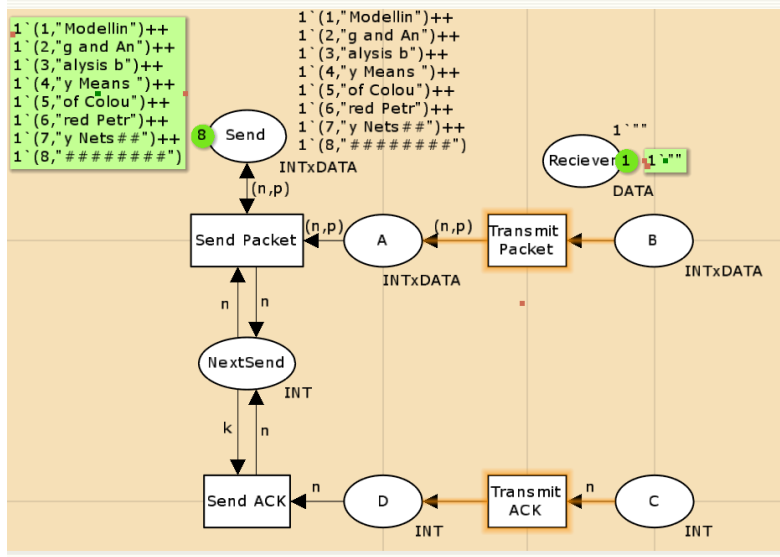 1`(1,"Modellin")++
1`(2,"g and An")++
1`(3,"alysis b")++
1`(4,"y Means ")++
1`(5,"of Colou")++
1`(6,"red Petr")++
1`(7,"y Nets##")++
1`(8,"########")
1`(1,"Modellin")++
1`(2,"g and An")++
1`(3,"alysis b")++
1`(4,"y Means ")++
1`(5,"of Colou")++
1`(6,"red Petr")++
1`(7,"y Nets##")++
1`(8,"########")
8
Send
INTxDATA
1`""
Reciever
1
1`""
DATA
(n,p)
Send Packet
(n,p)
A
INTxDATA
(n,p)
Transmit
Packet
B
INTxDATA
n
n
NextSend
INT
k
n
Send ACK
n
D
INT
Transmit
ACK
n
C
INT